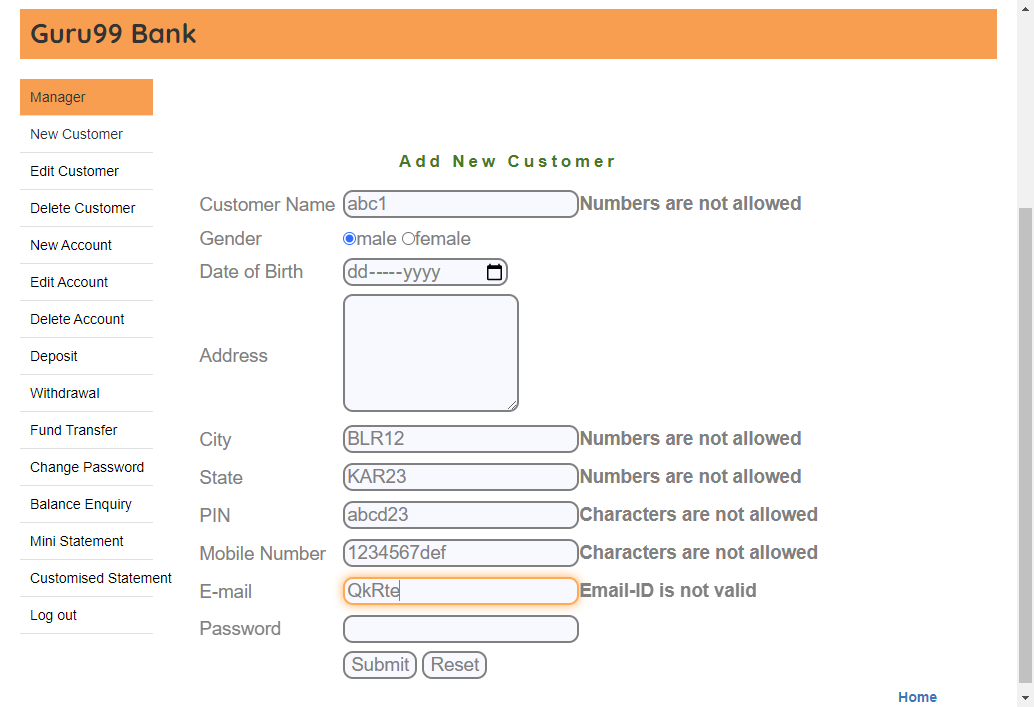 Guru99 Bank
Manager
New Customer
Edit Customer
Delete Customer
New Account
Edit Account
Delete Account
Deposit
Withdrawal
Fund Transfer
Change Password
Balance Enquiry
Mini Statement
Customised Statement
Log out
Add New Customer
Customer Name abc1 Numbers are not allowed
Gender male female
Date of Birth dd-----yyyy
Address
City BLR12 Numbers are not allowed
State KAR23 Numbers are not allowed
PIN abcd23 Characters are not allowed
Mobile Number 1234567def Characters are not allowed
E-mail QkRte Email-ID is not valid
Password
Submit Reset
Home